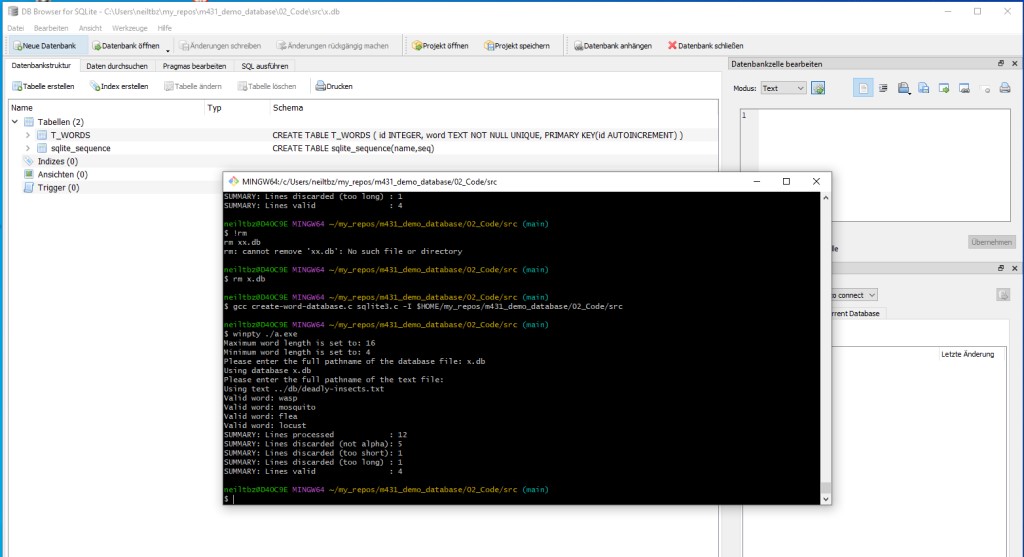 DB Browser for SQLite - C:\Users\neiltbz\my_repos\m431_demo_database\02_Code\src\x.db
Datei Bearbeiten Ansicht Werkzeuge Hilfe
Neue Datenbank Datenbank öffnen Änderungen schreiben Änderungen rückgängig machen Projekt öffnen Projekt speichern Datenbank anhängen Datenbank schließen
Datenbankstruktur Daten durchsuchen Pragmas bearbeiten SQL ausführen
Tabelle erstellen Index erstellen Tabelle ändern Tabelle löschen Drucken
Name Typ Schema
Tabellen (2)
T_WORDS CREATE TABLE T_WORDS ( id INTEGER, word TEXT NOT NULL UNIQUE, PRIMARY KEY(id AUTOINCREMENT) )
sqlite_sequence CREATE TABLE sqlite_sequence(name,seq)
Indizes (0)
Ansichten (0)
Trigger (0)
Datenbankzelle bearbeiten
Modus: Text
1
lle
Übernehmen
o connect
rrent Database
Letzte Änderung
MINGW64:/c/Users/neiltbz/my_repos/m431_demo_database/02_Code/src
SUMMARY: Lines discarded (too long) : 1
SUMMARY: Lines valid : 4
neiltbz@D4OC9E MINGW64 ~/my_repos/m431_demo_database/02_Code/src (main)
$ !rm
rm xx.db
rm: cannot remove 'xx.db': No such file or directory
neiltbz@D4OC9E MINGW64 ~/my_repos/m431_demo_database/02_Code/src (main)
$ rm x.db
neiltbz@D4OC9E MINGW64 ~/my_repos/m431_demo_database/02_Code/src (main)
$ gcc create-word-database.c sqlite3.c -I $HOME/my_repos/m431_demo_database/02_Code/src
neiltbz@D4OC9E MINGW64 ~/my_repos/m431_demo_database/02_Code/src (main)
$ winpty ./a.exe
Maximum word length is set to: 16
Minimum word length is set to: 4
Please enter the full pathname of the database file: x.db
Using database x.db
Please enter the full pathname of the text file:
Using text ../db/deadly-insects.txt
Valid word: wasp
Valid word: mosquito
Valid word: flea
Valid word: locust
SUMMARY: Lines processed : 12
SUMMARY: Lines discarded (not alpha): 5
SUMMARY: Lines discarded (too short): 1
SUMMARY: Lines discarded (too long) : 1
SUMMARY: Lines valid : 4
neiltbz@D4OC9E MINGW64 ~/my_repos/m431_demo_database/02_Code/src (main)
$